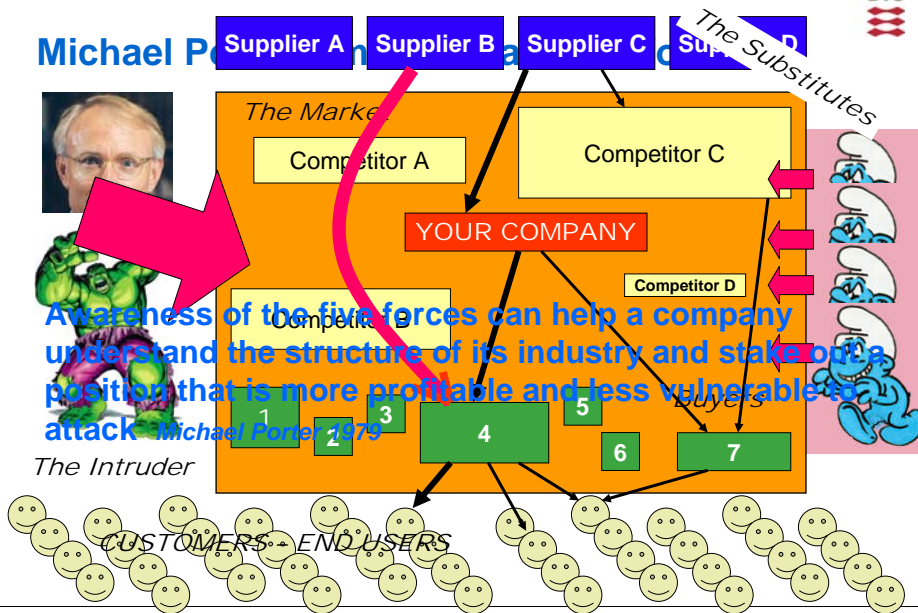 Michael Po
Supplier A
Supplier B
Supplier C
The Substitutes
The Market
Competitor A
Competitor C
YOUR COMPANY
Competitor D
Competitor B
Awareness of the five forces can help a company
understand the structure of its industry and stake out a
position that is more profitable and less vulnerable to
attack Michael Porter 1979
Buyers
1
2
3
4
5
6
7
The Intruder
CUSTOMERS - END USERS